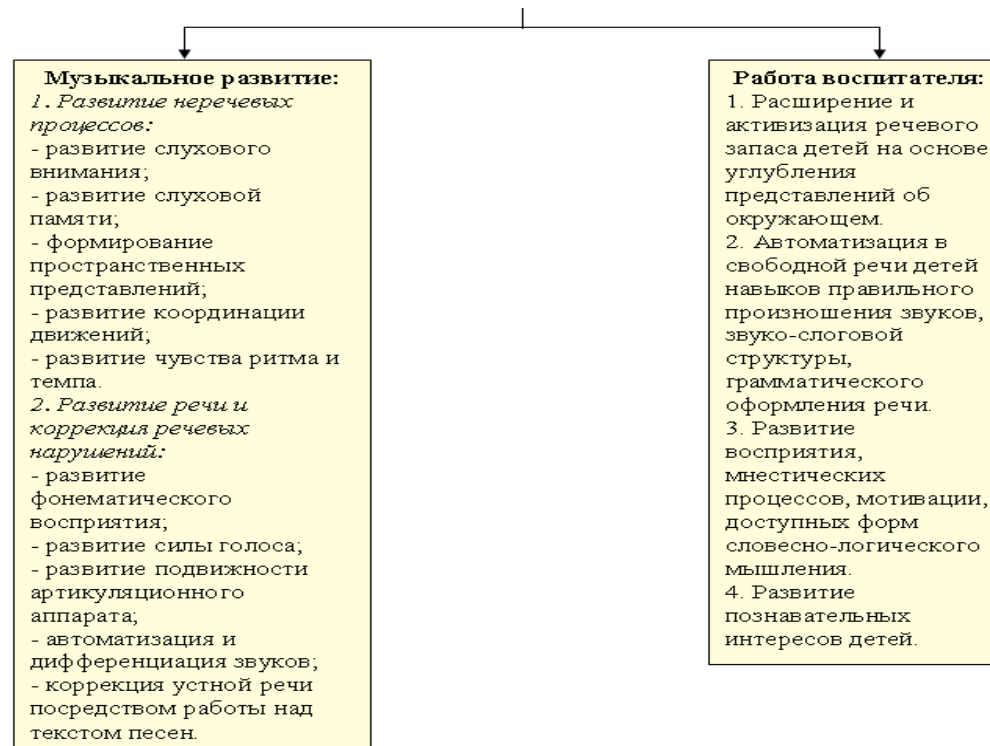 Музыкальное развитие:
1. Развитие неречевых
процессов:
- развитие слухового
внимания;
- развитие слуховой
памяти;
- формирование
пространственных
представлений;
- развитие координации
движений;
- развитие чувства ритма и
темпа.
2. Развитие речи и
коррекция речевых
нарушений:
- развитие
фонематического
восприятия;
- развитие силы голоса;
- развитие подвижности
артикуляционного
аппарата;
- автоматизация и
дифференциация звуков;
- коррекция устной речи
посредством работы над
текстом песен.
Работа воспитателя:
1. Расширение и
активизация речевого
запаса детей на основе
углубления
представлений об
окружающем.
2. Автоматизация в
свободной речи детей
навыков правильного
произношения звуков,
звуко-слоговой
структуры,
грамматического
оформления речи.
3. Развитие
восприятия,
мнестических
процессов, мотивации,
доступных форм
словесно-логического
мышления.
4. Развитие
познавательных
интересов детей.